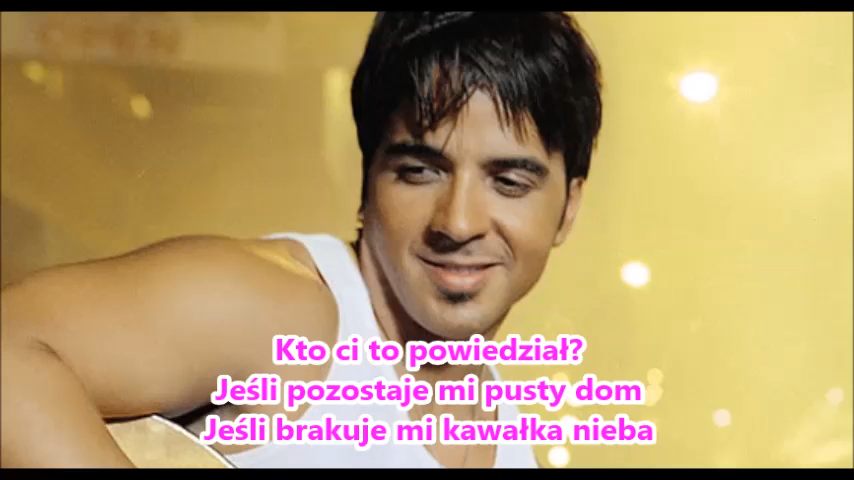 Kto ci to powiedział?
Jeśli pozostaje mi pusty dom
Jeśli brakuje mi kawałka nieba